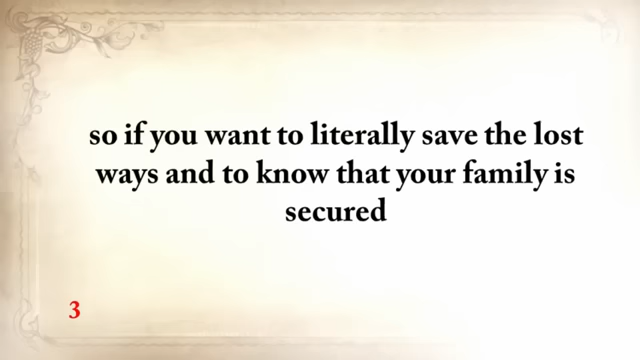 so if you want to literally save the lost
ways and to know that your family is
secured
3